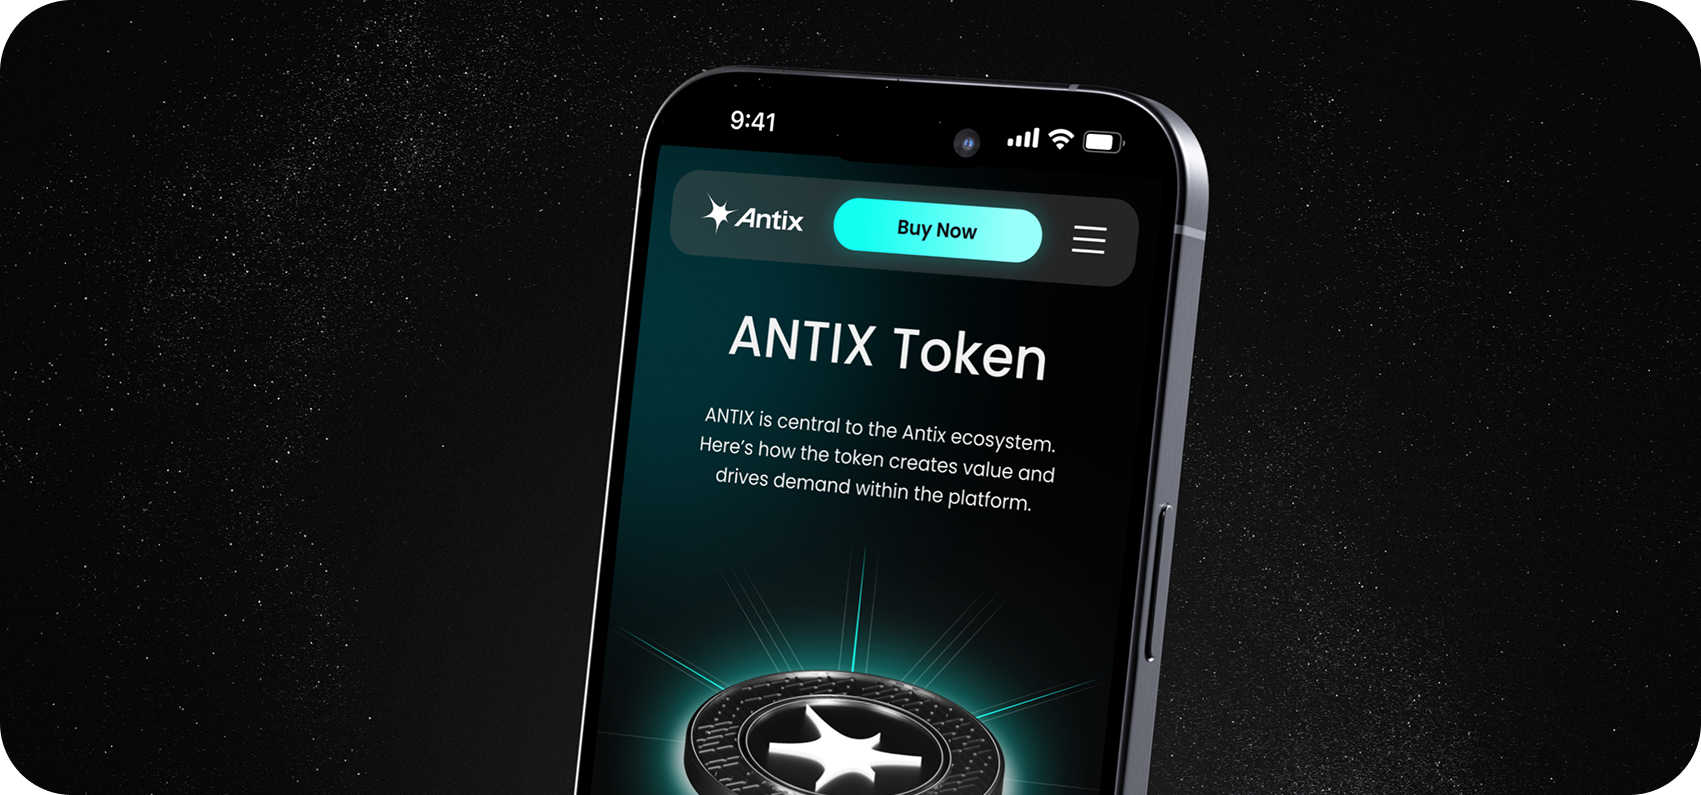 9:41
Antix
Buy Now
ANTIX Token
ANTIX is central to the Antix ecosystem.
Here's how the token creates value and
drives demand within the platform.